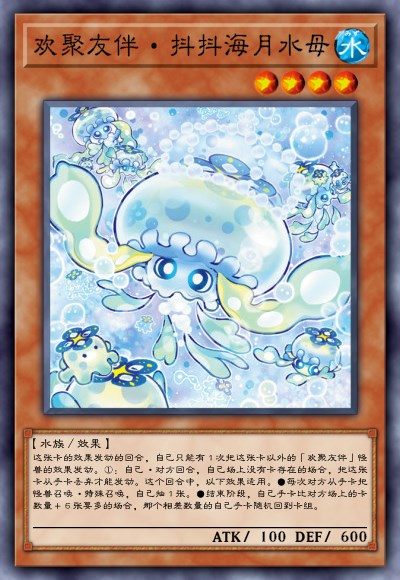 欢聚友伴・抖抖海月水母
水
【水族／效果】
这张卡的效果发动的回合，自己只能有1次把这张卡以外的「欢聚友伴」怪
兽的效果发动。①：自己・对方回合，自己场上没有卡存在的场合，把这张
卡从手卡丢弃才能发动。这个回合中，以下效果适用。●每次对方从手卡把
怪兽召唤・特殊召唤，自己抽1张。●结束阶段，自己手卡比对方场上的卡
数量＋6张要多的场合，那个相差数量的自己手卡随机回到卡组。
ATK/ 100 DEF/ 600